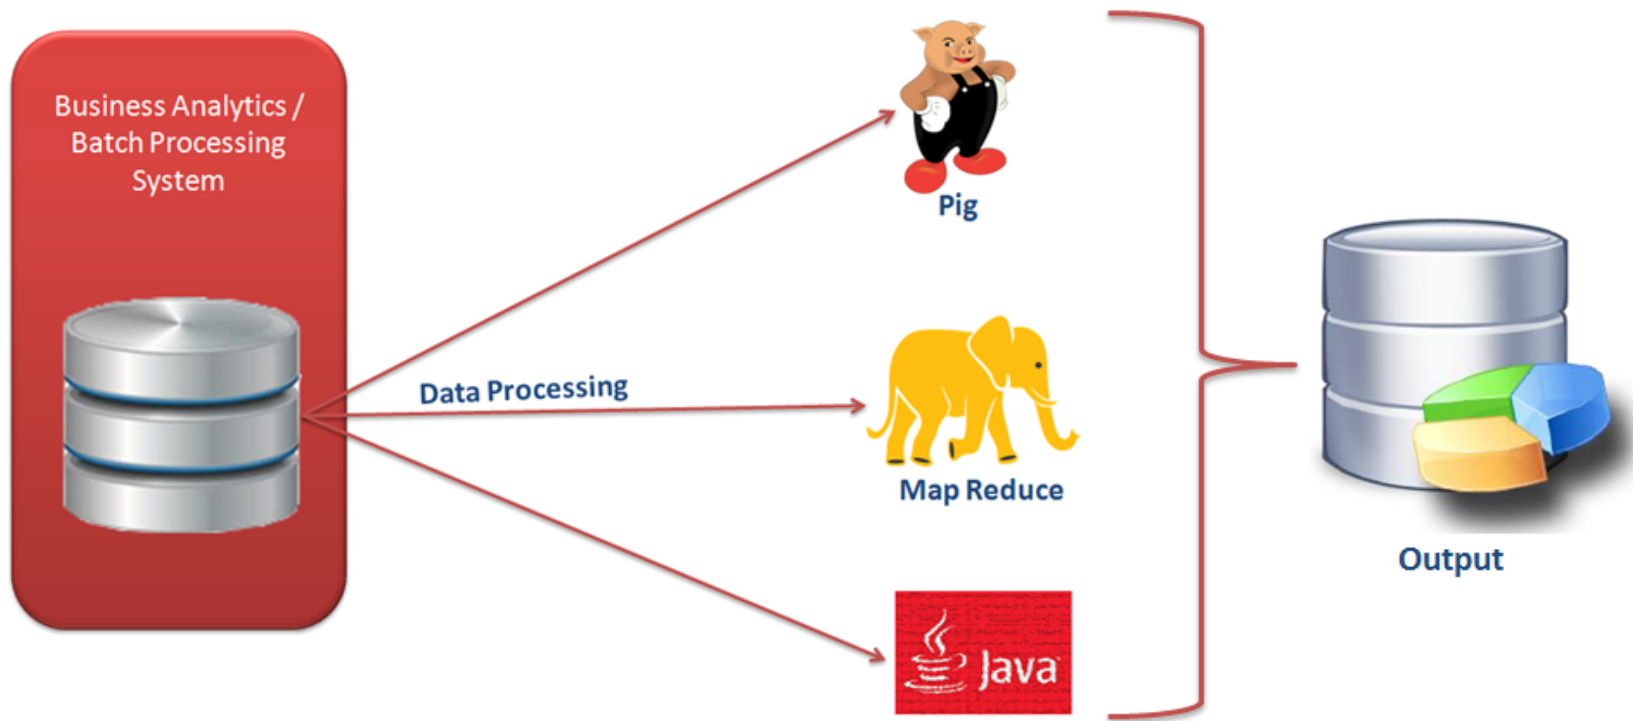 Business Analytics /
Batch Processing
System
Data Processing
Pig
Map Reduce
Java
Output